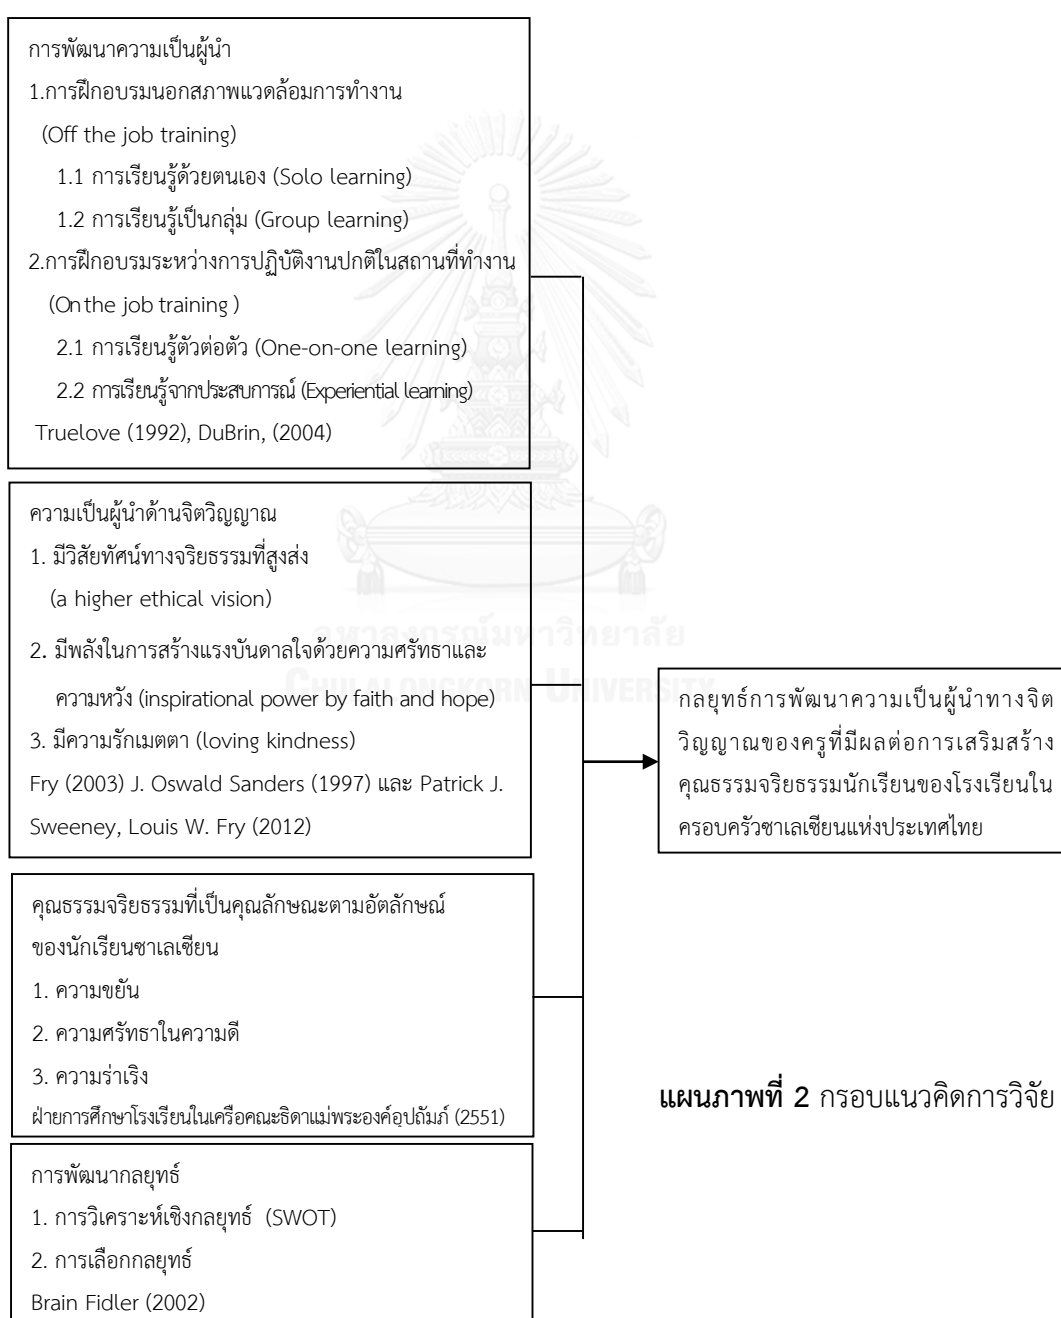 การพัฒนาความเป็นผู้นำ
1.การฝึกอบรมนอกสภาพแวดล้อมการทำงาน
(Off the job training)
1.1 การเรียนรู้ด้วยตนเอง (Solo learning)
1.2 การเรียนรู้เป็นกลุ่ม (Group learning)
2.การฝึกอบรมระหว่างการปฏิบัติงานปกติในสถานที่ทำงาน
(On the job training )
2.1 การเรียนรู้ตัวต่อตัว (One-on-one learning)
2.2 การเรียนรู้จากประสบการณ์ (Experiential learning)
Truelove (1992), DuBrin, (2004)
ความเป็นผู้นำด้านจิตวิญญาณ
1. มีวิสัยทัศน์ทางจริยธรรมที่สูงส่ง
(a higher ethical vision)
2. มีพลังในการสร้างแรงบันดาลใจด้วยความศรัทธาและ
ความหวัง (inspirational power by faith and hope)
3. มีความรักเมตตา (loving kindness)
Fry (2003) J. Oswald Sanders (1997) และ Patrick J.
Sweeney, Louis W. Fry (2012)
จุฬาลงกรณ์มหาวิทยาลัย
CHULALONGKORN UNIVERSITY
กลยุทธ์การพัฒนาความเป็นผู้นำทางจิต
วิญญาณของครูที่มีผลต่อการเสริมสร้าง
คุณธรรมจริยธรรมนักเรียนของโรงเรียนใน
ครอบครัวซาเลเซียนแห่งประเทศไทย
คุณธรรมจริยธรรมที่เป็นคุณลักษณะตามอัตลักษณ์
ของนักเรียนซาเลเซียน
1. ความขยัน
2. ความศรัทธาในความดี
3. ความร่าเริง
ฝ่ายการศึกษาโรงเรียนในเครือคณะธิดาแม่พระองค์อุปถัมภ์ (2551)
แผนภาพที่ 2 กรอบแนวคิดการวิจัย
การพัฒนากลยุทธ์
1. การวิเคราะห์เชิงกลยุทธ์ (SWOT)
2. การเลือกกลยุทธ์
Brain Fidler (2002)